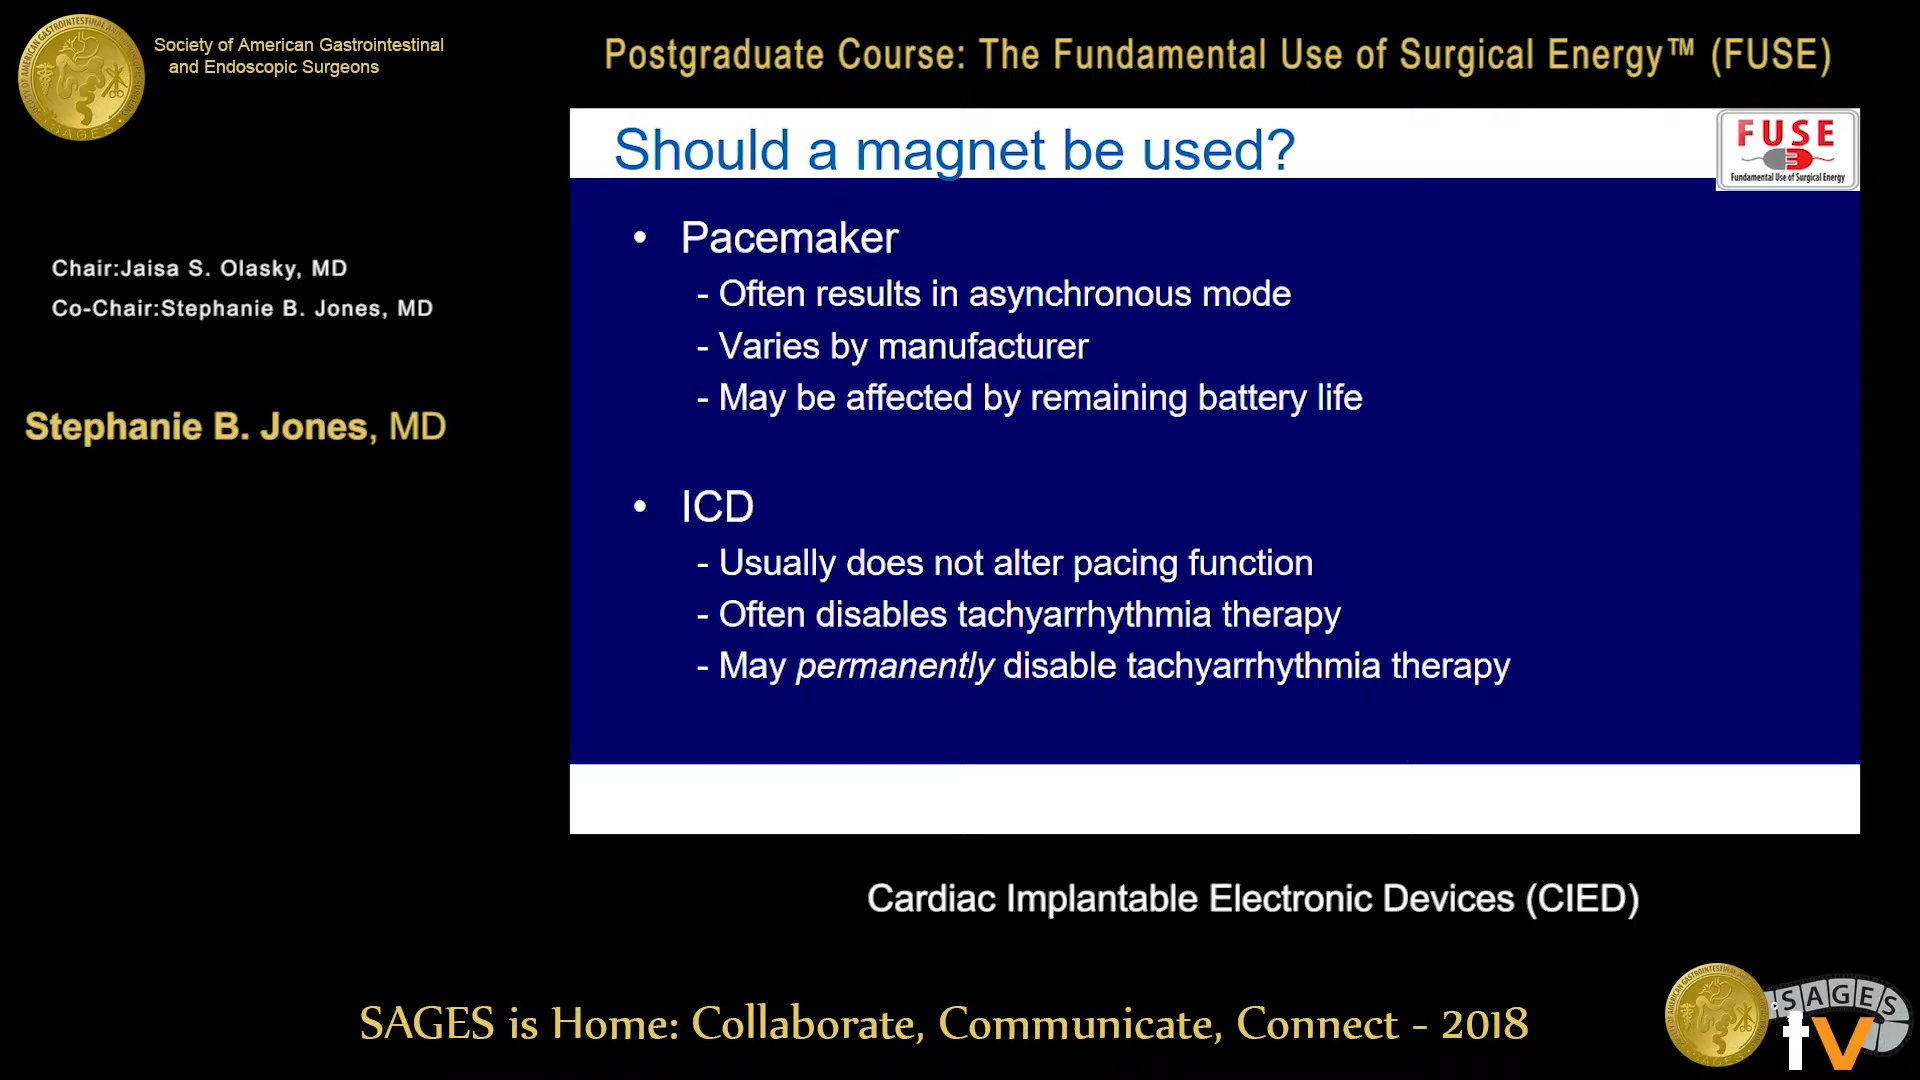 Society of American Gastrointestinal
and Endoscopic Surgeons
Postgraduate Course: The Fundamental Use of Surgical Energy™ (FUSE)
Should a magnet be used?
FUSE
Fundamental Use of Surgical Energy
Chair:Jaisa S. Olasky, MD
Co-Chair:Stephanie B. Jones, MD
Stephanie B. Jones, MD
• Pacemaker
- Often results in asynchronous mode
- Varies by manufacturer
- May be affected by remaining battery life
• ICD
- Usually does not alter pacing function
- Often disables tachyarrhythmia therapy
- May permanently disable tachyarrhythmia therapy
Cardiac Implantable Electronic Devices (CIED)
SAGES is Home: Collaborate, Communicate, Connect - 2018
SAGES
tv